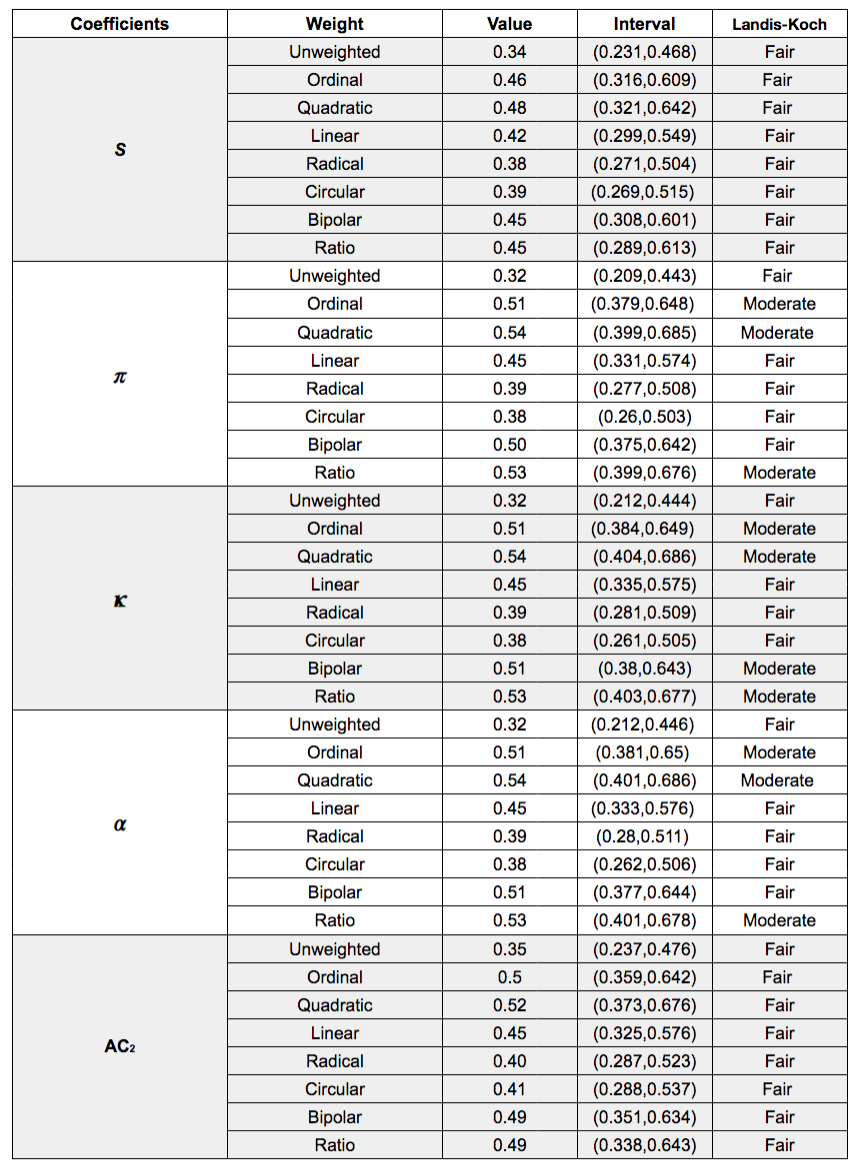 Coefficients Weight Value Interval Landis-Koch
S
Unweighted 0.34 (0.231,0.468) Fair
Ordinal 0.46 (0.316,0.609) Fair
Quadratic 0.48 (0.321,0.642) Fair
Linear 0.42 (0.299,0.549) Fair
Radical 0.38 (0.271,0.504) Fair
Circular 0.39 (0.269,0.515) Fair
Bipolar 0.45 (0.308,0.601) Fair
Ratio 0.45 (0.289,0.613) Fair
π
Unweighted 0.32 (0.209,0.443) Fair
Ordinal 0.51 (0.379,0.648) Moderate
Quadratic 0.54 (0.399,0.685) Moderate
Linear 0.45 (0.331,0.574) Fair
Radical 0.39 (0.277,0.508) Fair
Circular 0.38 (0.26,0.503) Fair
Bipolar 0.50 (0.375,0.642) Fair
Ratio 0.53 (0.399,0.676) Moderate
κ
Unweighted 0.32 (0.212,0.444) Fair
Ordinal 0.51 (0.384,0.649) Moderate
Quadratic 0.54 (0.404,0.686) Moderate
Linear 0.45 (0.335,0.575) Fair
Radical 0.39 (0.281,0.509) Fair
Circular 0.38 (0.261,0.505) Fair
Bipolar 0.51 (0.38,0.643) Moderate
Ratio 0.53 (0.403,0.677) Moderate
α
Unweighted 0.32 (0.212,0.446) Fair
Ordinal 0.51 (0.381,0.65) Moderate
Quadratic 0.54 (0.401,0.686) Moderate
Linear 0.45 (0.333,0.576) Fair
Radical 0.39 (0.28,0.511) Fair
Circular 0.38 (0.262,0.506) Fair
Bipolar 0.51 (0.377,0.644) Fair
Ratio 0.53 (0.401,0.678) Moderate
AC₂
Unweighted 0.35 (0.237,0.476) Fair
Ordinal 0.5 (0.359,0.642) Fair
Quadratic 0.52 (0.373,0.676) Fair
Linear 0.45 (0.325,0.576) Fair
Radical 0.40 (0.287,0.523) Fair
Circular 0.41 (0.288,0.537) Fair
Bipolar 0.49 (0.351,0.634) Fair
Ratio 0.49 (0.338,0.643) Fair